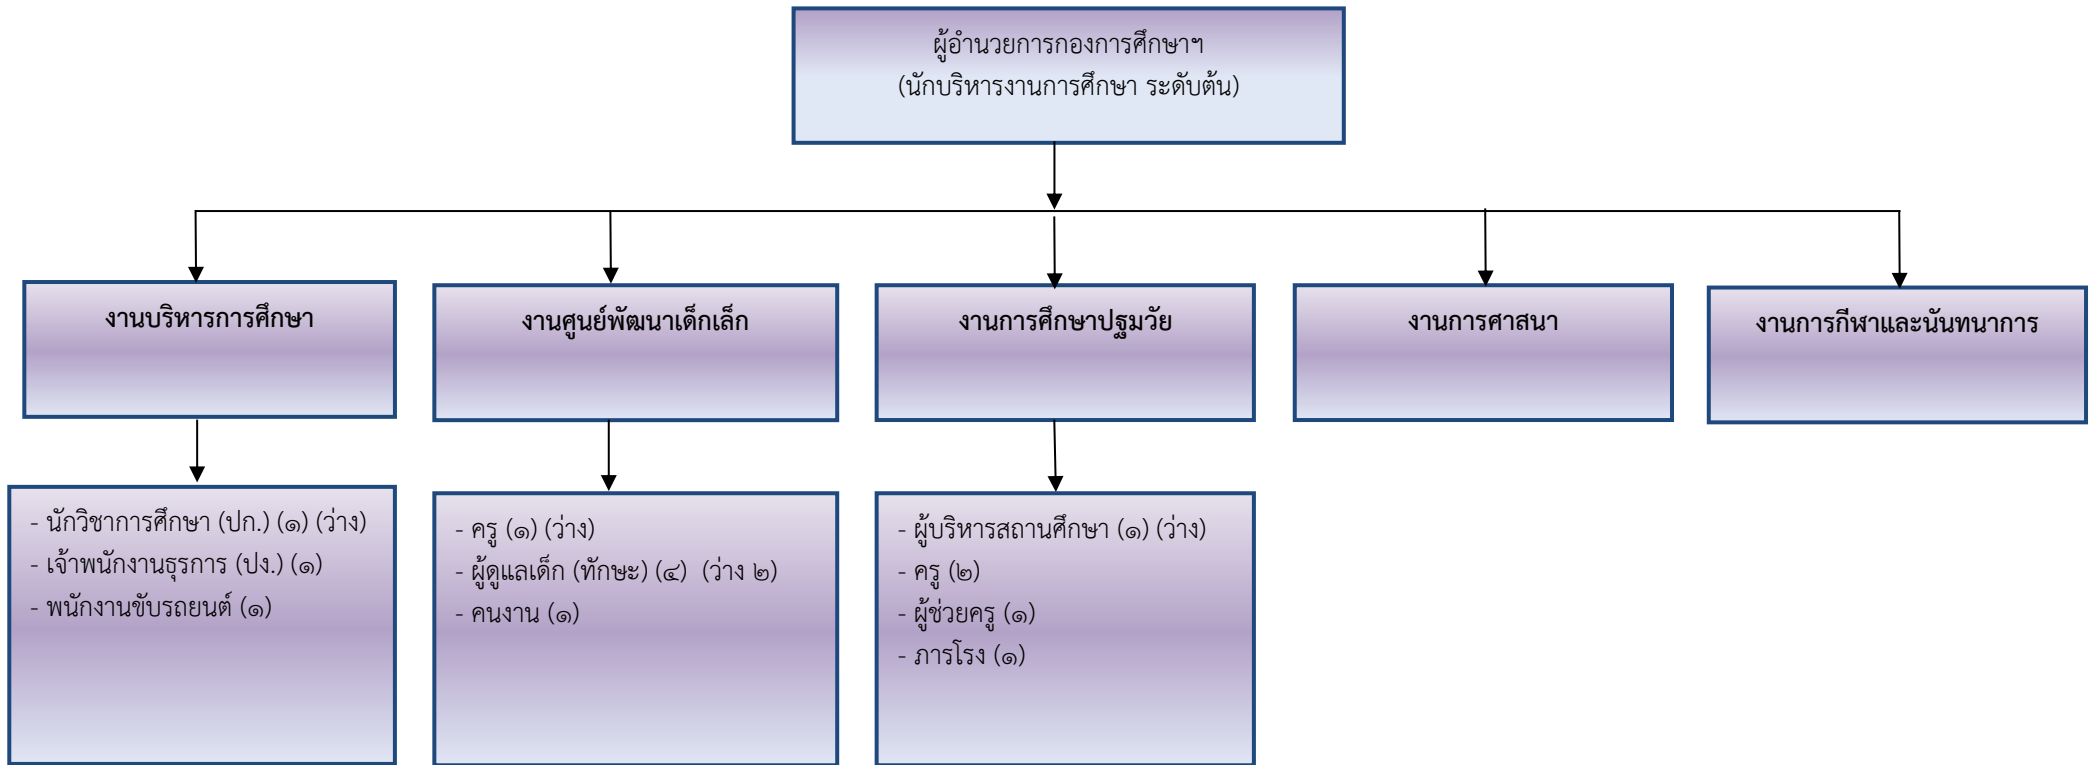 ผู้อำนวยการกองการศึกษาฯ
(นักบริหารงานการศึกษา ระดับต้น)
งานบริหารการศึกษา
งานศูนย์พัฒนาเด็กเล็ก
งานการศึกษาปฐมวัย
งานการศาสนา
งานการกีฬาและนันทนาการ
- นักวิชาการศึกษา (ปก.) (๑) (ว่าง)
- เจ้าพนักงานธุรการ (ปง.) (๑)
- พนักงานขับรถยนต์ (๑)
- ครู (๑) (ว่าง)
- ผู้ดูแลเด็ก (ทักษะ) (๔) (ว่าง ๒)
- คนงาน (๑)
- ผู้บริหารสถานศึกษา (๑) (ว่าง)
- ครู (๒)
- ผู้ช่วยครู (๑)
- ภารโรง (๑)